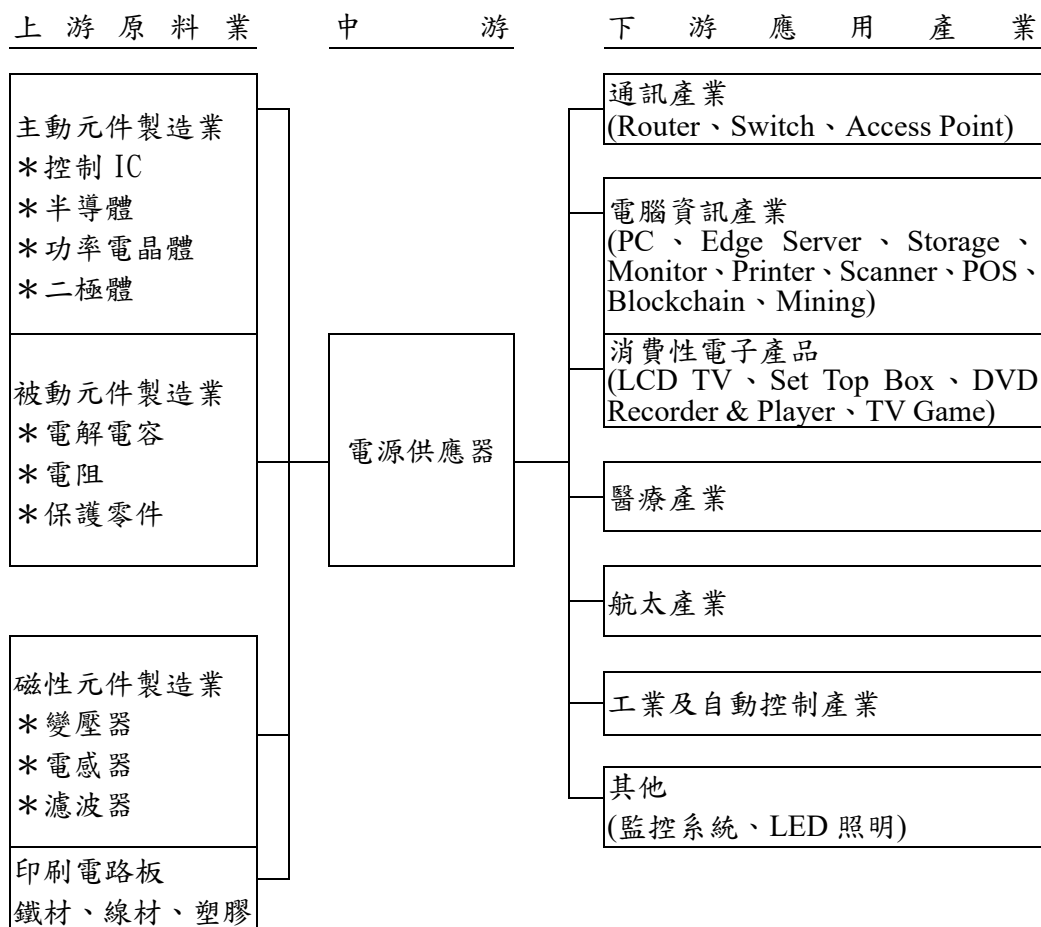 上游原料業
中游
下游應用產業
主動元件製造業
＊控制 IC
＊半導體
＊功率電晶體
＊二極體
被動元件製造業
＊電解電容
＊電阻
＊保護零件
磁性元件製造業
＊變壓器
＊電感器
＊濾波器
印刷電路板
鐵材、線材、塑膠
電源供應器
通訊產業
(Router、Switch、Access Point)
電腦資訊產業
(PC、Edge Server、Storage、
Monitor、Printer、Scanner、POS、
Blockchain、Mining)
消費性電子產品
(LCD TV、Set Top Box、DVD
Recorder & Player、TV Game)
醫療產業
航太產業
工業及自動控制產業
其他
(監控系統、LED 照明)